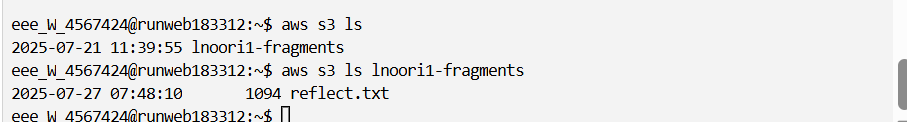 eee_W_4567424@runweb183312:~$ aws s3 ls
2025-07-21 11:39:55 lnoori1-fragments
eee_W_4567424@runweb183312:~$ aws s3 ls lnoori1-fragments
2025-07-27 07:48:10       1094 reflect.txt
eee_W_4567424@runweb183312:~$